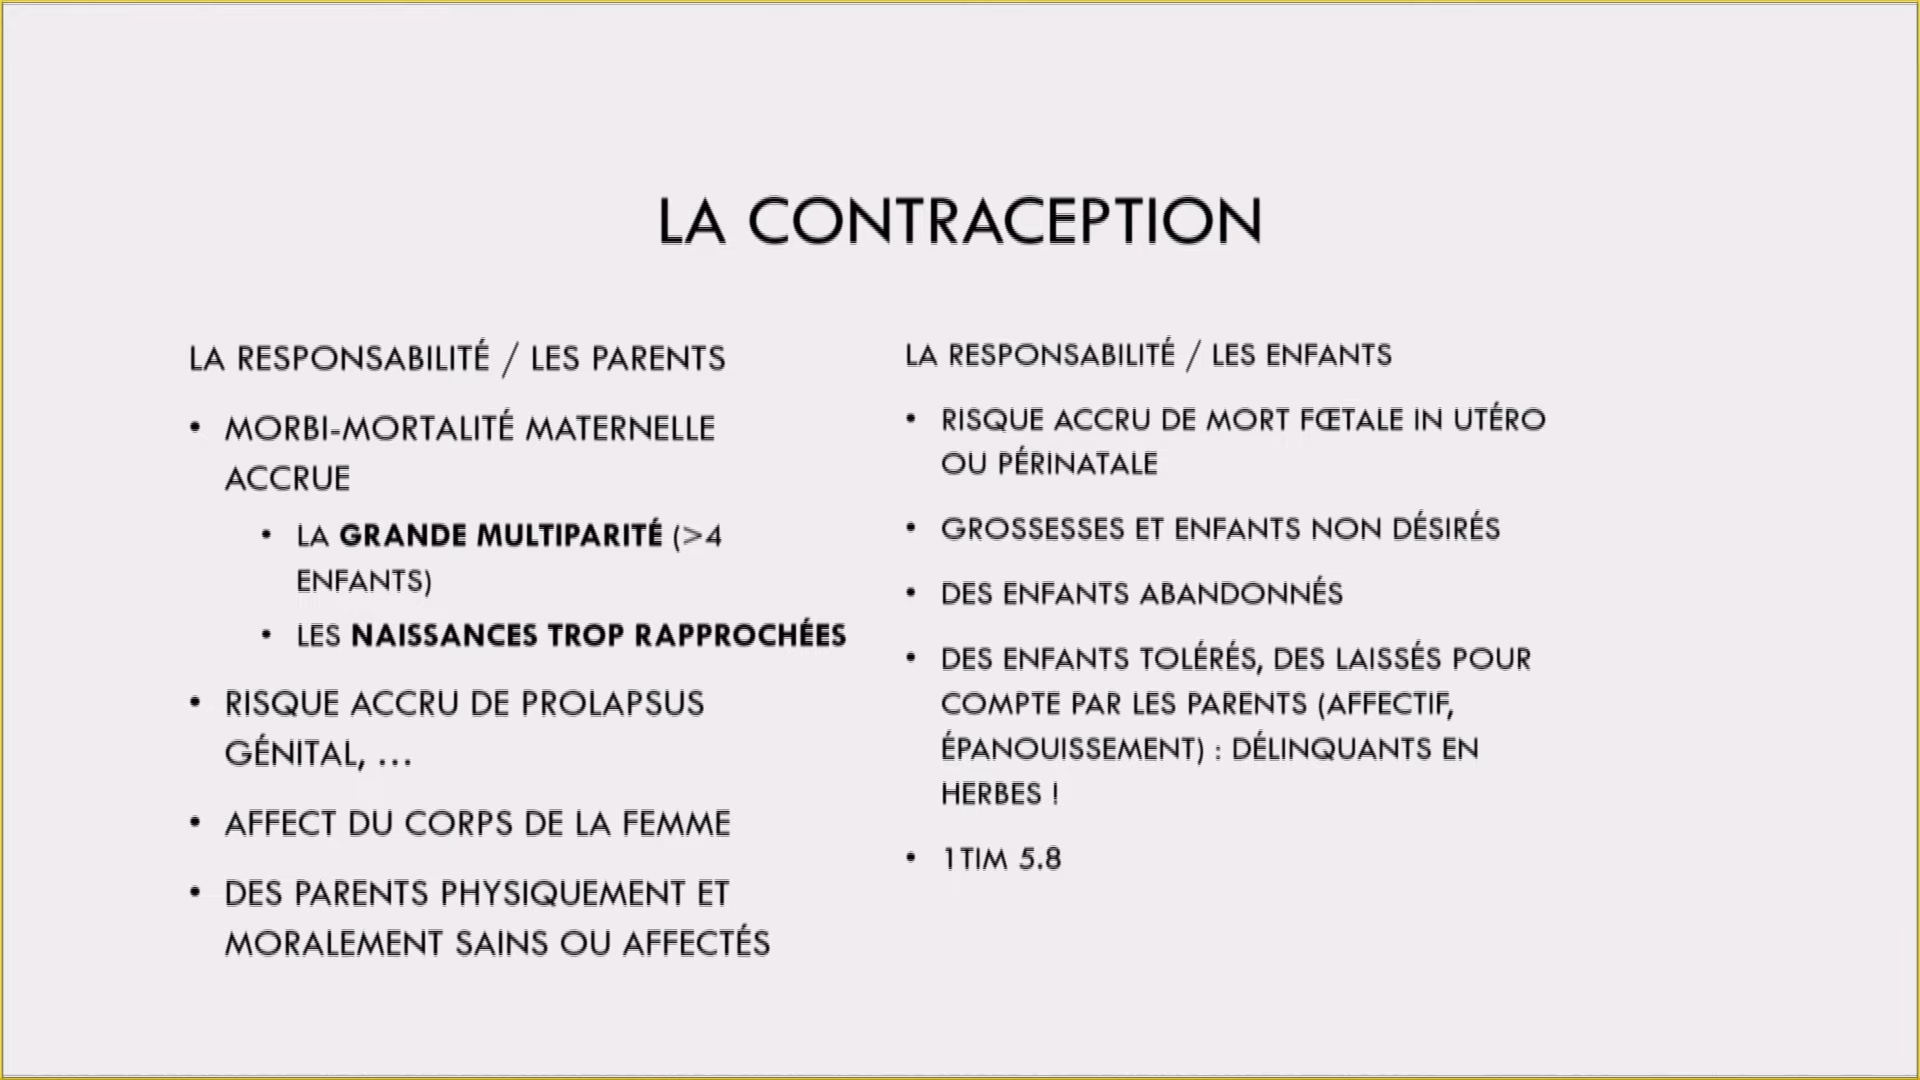 LA CONTRACEPTION
LA RESPONSABILITÉ / LES PARENTS
• MORBI-MORTALITÉ MATERNELLE
ACCRUE
• LA GRANDE MULTIPARITÉ (>4
ENFANTS)
• LES NAISSANCES TROP RAPPROCHÉES
• RISQUE ACCRU DE PROLAPSUS
GÉNITAL, ...
• AFFECT DU CORPS DE LA FEMME
• DES PARENTS PHYSIQUEMENT ET
MORALEMENT SAINS OU AFFECTÉS
LA RESPONSABILITÉ / LES ENFANTS
• RISQUE ACCRU DE MORT FŒTALE IN UTÉRO
OU PÉRINATALE
• GROSSESSES ET ENFANTS NON DÉSIRÉS
• DES ENFANTS ABANDONNÉS
• DES ENFANTS TOLÉRÉS, DES LAISSÉS POUR
COMPTE PAR LES PARENTS (AFFECTIF,
ÉPANOUISSEMENT) : DÉLINQUANTS EN
HERBES !
• 1TIM 5.8